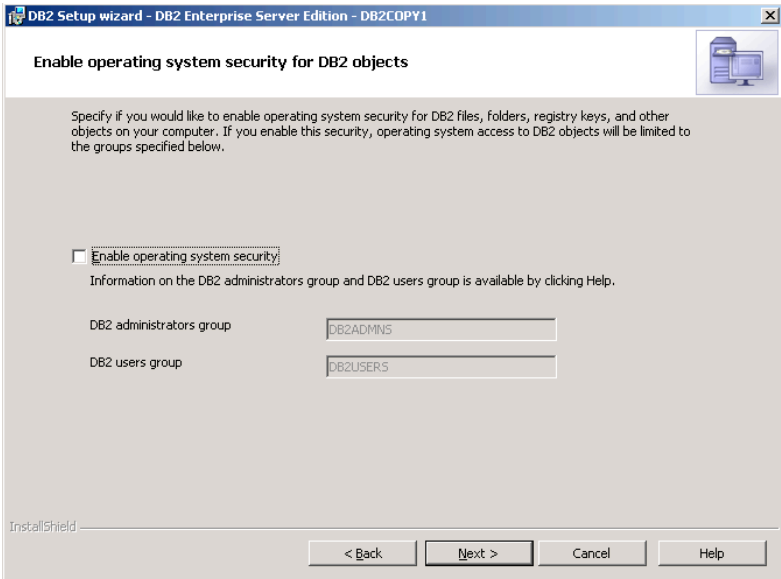 DB2 Setup wizard - DB2 Enterprise Server Edition - DB2COPY1
Enable operating system security for DB2 objects
Specify if you would like to enable operating system security for DB2 files, folders, registry keys, and other
objects on your computer. If you enable this security, operating system access to DB2 objects will be limited to
the groups specified below.
Enable operating system security
Information on the DB2 administrators group and DB2 users group is available by clicking Help.
DB2 administrators group
DB2ADMNS
DB2 users group
DB2USERS
InstallShield
< Back
Next >
Cancel
Help